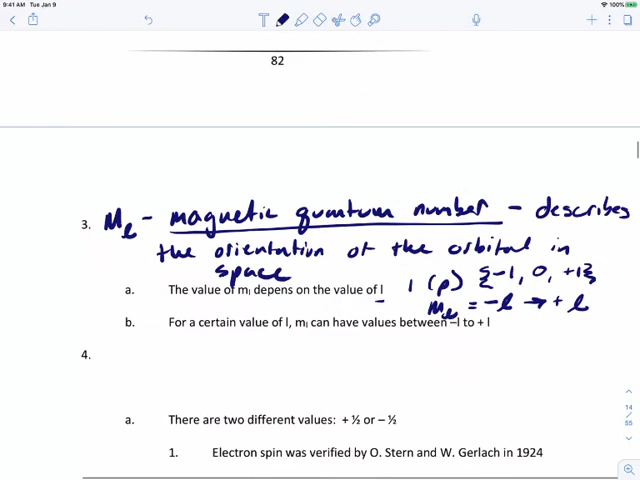 9:41 AM Tue Jan 9
100%
82
3. Ml - magnetic quantum number - describes
the orientation of the orbital in
space
1 (p) {-1, 0, +1}
a. The value of ml depens on the value of l
Ml = -l → + l
b. For a certain value of l, ml can have values between –l to + l
4.
a. There are two different values: + ½ or – ½
1. Electron spin was verified by O. Stern and W. Gerlach in 1924
14
/
55